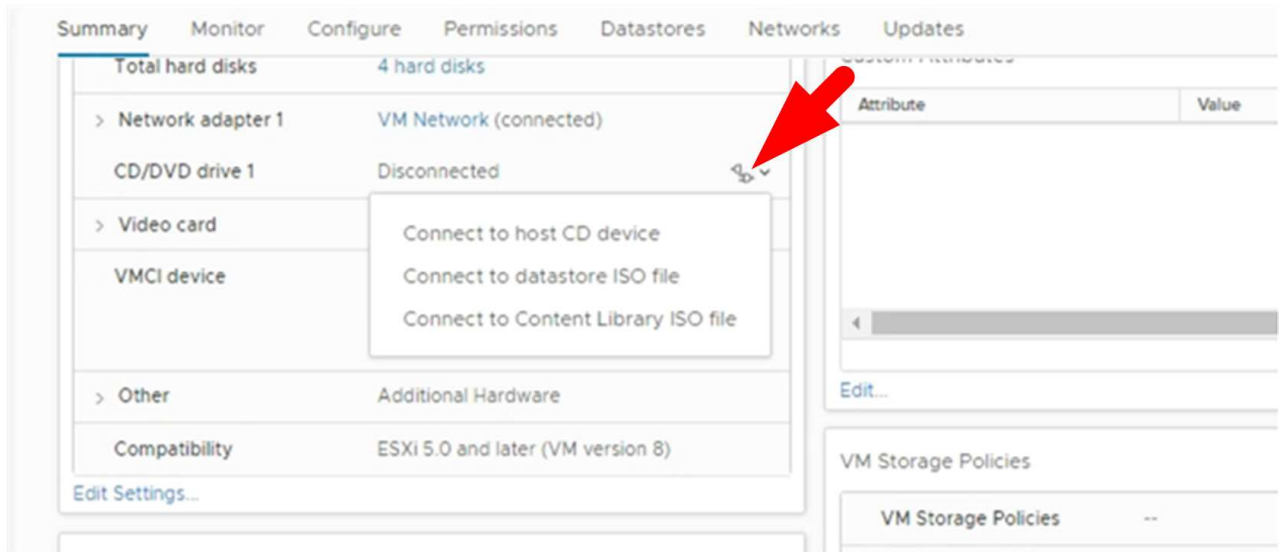 Summary Monitor Configure Permissions Datastores Networks Updates
Total hard disks 4 hard disks
Network adapter 1 VM Network (connected)
CD/DVD drive 1 Disconnected
Video card
Connect to host CD device
VMCI device
Connect to datastore ISO file
Connect to Content Library ISO file
Other Additional Hardware
Compatibility ESXi 5.0 and later (VM version 8)
Edit Settings...
Custom Attributes
Attribute Value
Edit...
VM Storage Policies
VM Storage Policies --